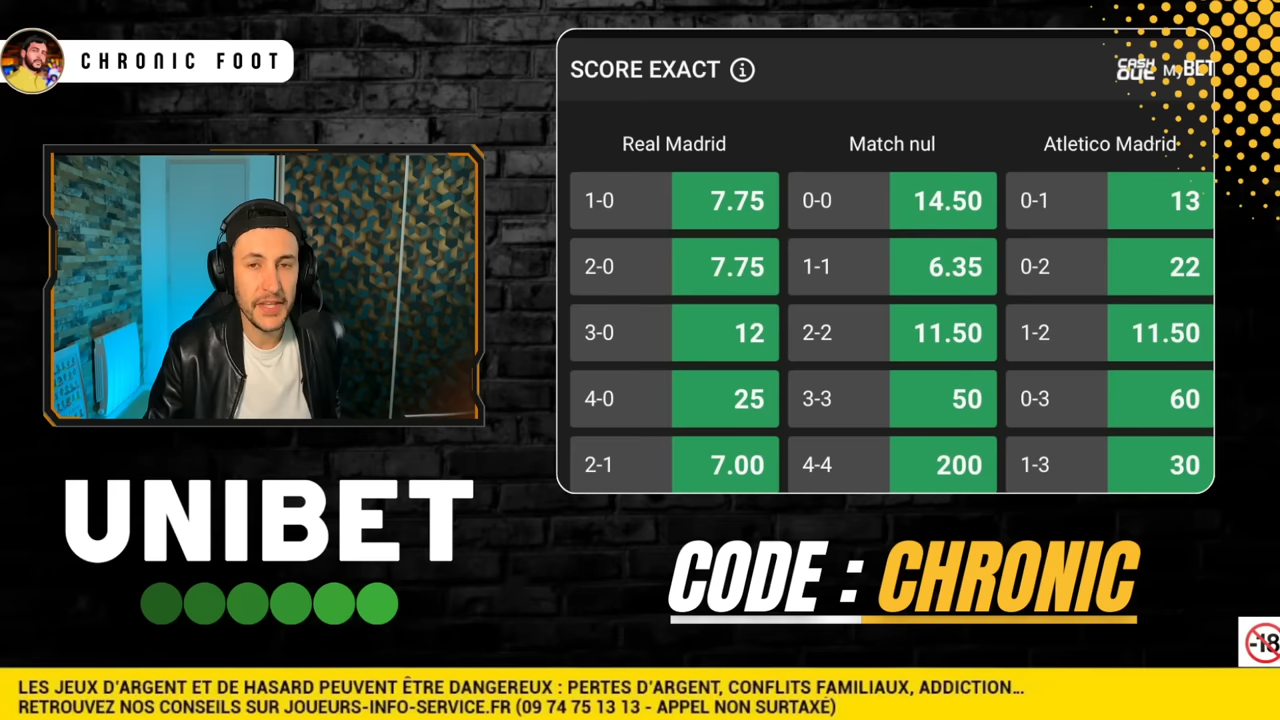 CHRONIC FOOT
SCORE EXACT
CASH OUT MyBET
Real Madrid Match nul Atletico Madrid
1-0 7.75 0-0 14.50 0-1 13
2-0 7.75 1-1 6.35 0-2 22
3-0 12 2-2 11.50 1-2 11.50
4-0 25 3-3 50 0-3 60
2-1 7.00 4-4 200 1-3 30
UNIBET
CODE : CHRONIC
-18
LES JEUX D'ARGENT ET DE HASARD PEUVENT ÊTRE DANGEREUX : PERTES D'ARGENT, CONFLITS FAMILIAUX, ADDICTION...
RETROUVEZ NOS CONSEILS SUR JOUEURS-INFO-SERVICE.FR (09 74 75 13 13 - APPEL NON SURTAXÉ)